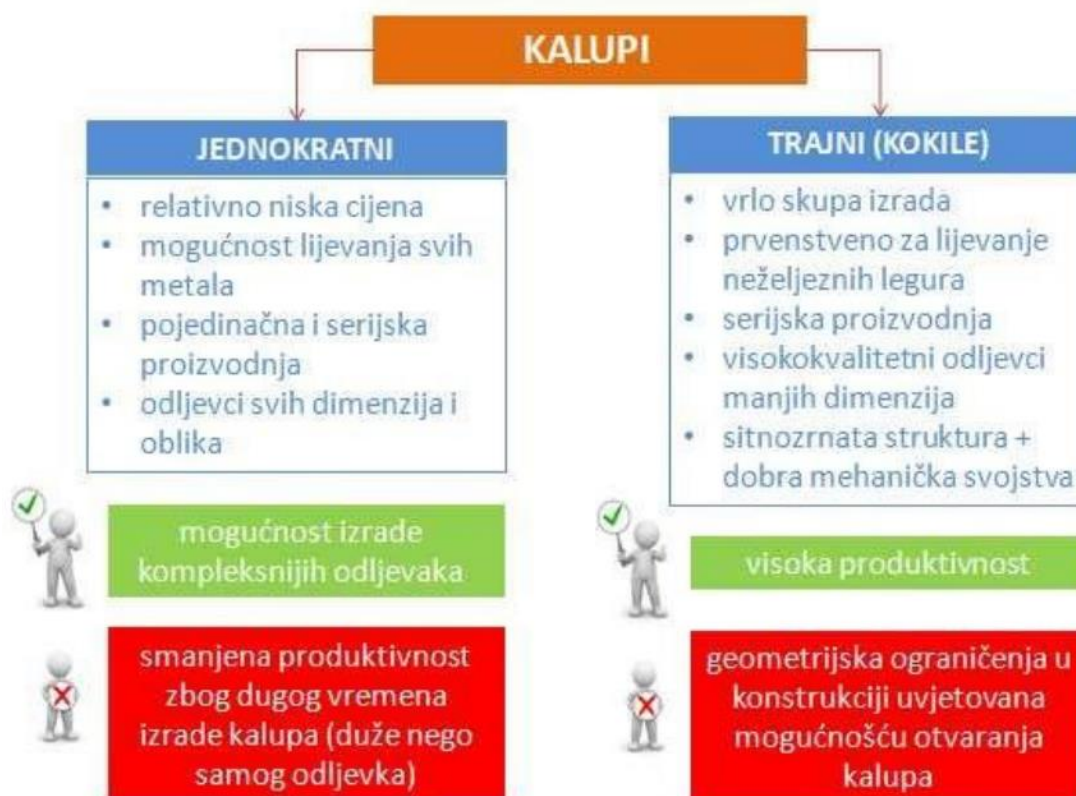 KALUPI
JEDNOKRATNI
• relativno niska cijena
• mogućnost lijevanja svih
metala
• pojedinačna i serijska
proizvodnja
• odljevci svih dimenzija i
oblika
mogućnost izrade
kompleksnijih odljevaka
smanjena produktivnost
zbog dugog vremena
izrade kalupa (duže nego
samog odljevka)
TRAJNI (KOKILE)
• vrlo skupa izrada
• prvenstveno za lijevanje
neželjeznih legura
• serijska proizvodnja
• visokokvalitetni odljevci
manjih dimenzija
• sitnozrnata struktura +
dobra mehanička svojstva
visoka produktivnost
geometrijska ograničenja u
konstrukciji uvjetovana
mogućnošću otvaranja
kalupa